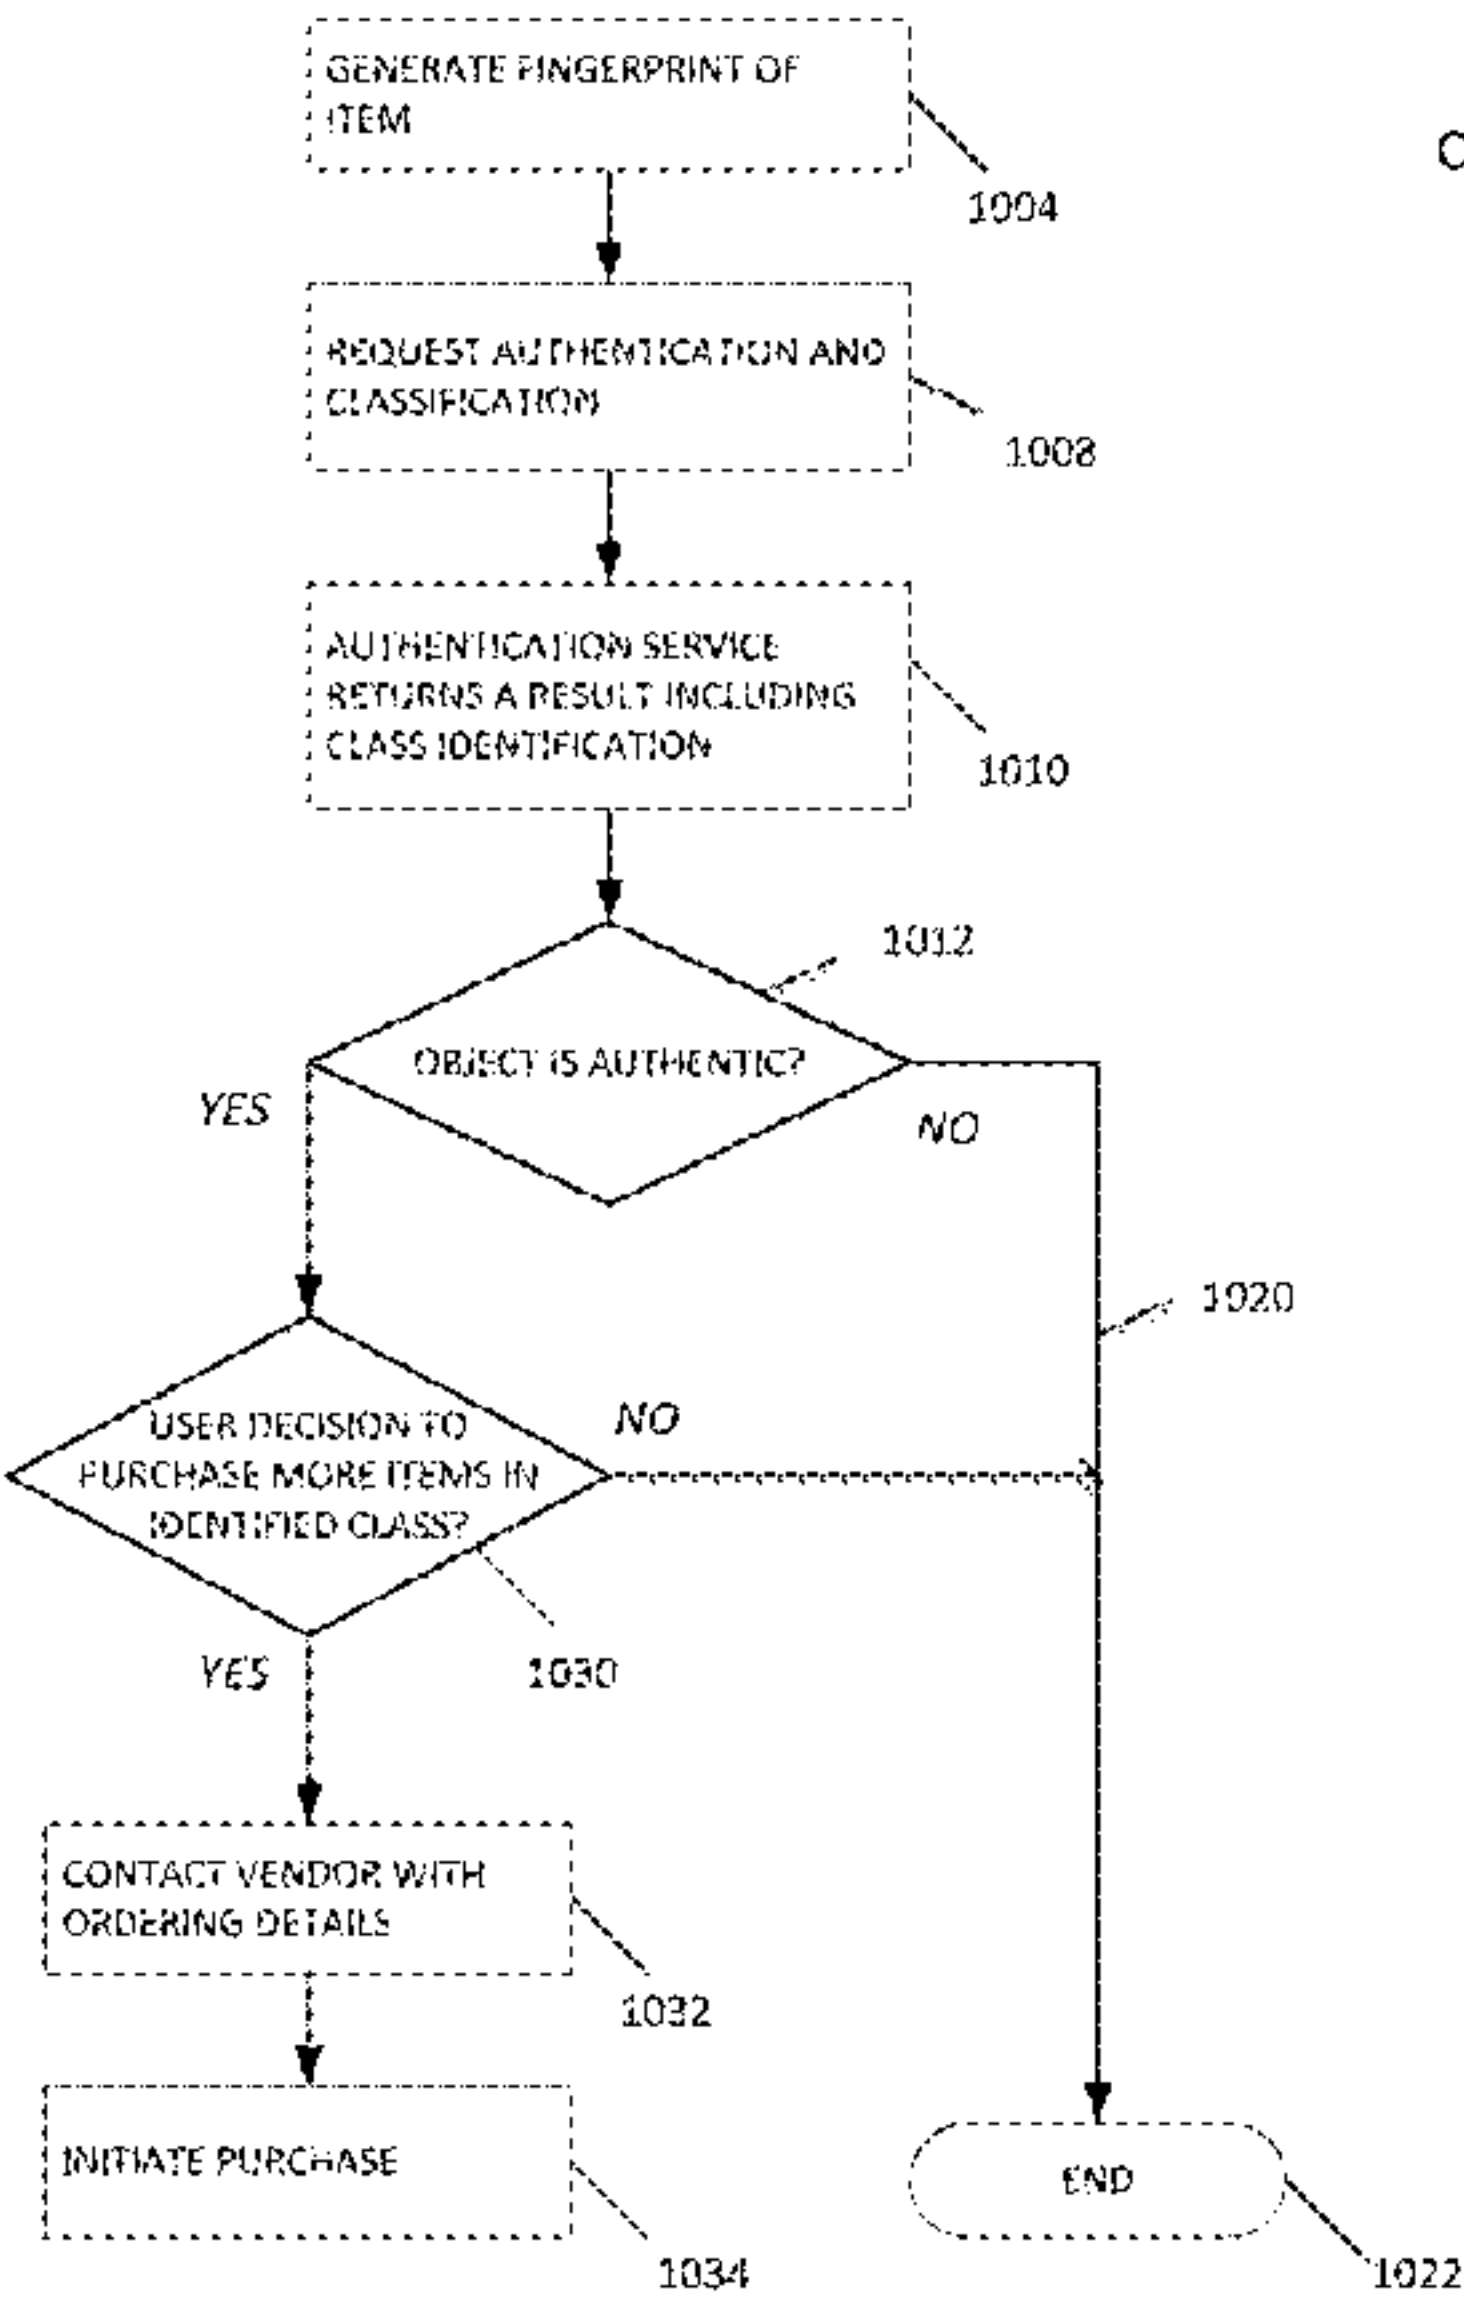 GENERATE FINGERPRINT OF
ITEM
1004
REQUEST AUTHENTICATION AND
CLASSIFICATION
1008
AUTHENTICATION SERVICE
RETURNS A RESULT INCLUDING
CLASS IDENTIFICATION
1010
1012
OBJECT IS AUTHENTIC?
YES
NO
1020
USER DECISION TO
PURCHASE MORE ITEMS IN
IDENTIFIED CLASS?
NO
YES
1030
CONTACT VENDOR WITH
ORDERING DETAILS
1032
INITIATE PURCHASE
1034
END
1022